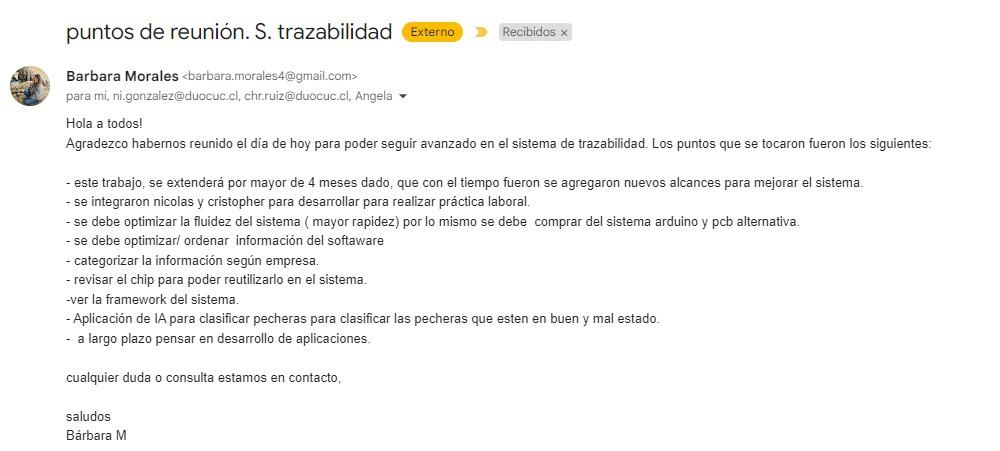 puntos de reunión. S. trazabilidad Externo Recibidos ×
Barbara Morales <barbara.morales4@gmail.com>
para mí, ni.gonzalez@duocuc.cl, chr.ruiz@duocuc.cl, Angela
Hola a todos!
Agradezco habernos reunido el día de hoy para poder seguir avanzado en el sistema de trazabilidad. Los puntos que se tocaron fueron los siguientes:
- este trabajo, se extenderá por mayor de 4 meses dado, que con el tiempo fueron se agregaron nuevos alcances para mejorar el sistema.
- se integraron nicolas y cristopher para desarrollar para realizar práctica laboral.
- se debe optimizar la fluidez del sistema ( mayor rapidez) por lo mismo se debe  comprar del sistema arduino y pcb alternativa.
- se debe optimizar/ ordenar  información del softaware
- categorizar la información según empresa.
- revisar el chip para poder reutilizarlo en el sistema.
-ver la framework del sistema.
- Aplicación de IA para clasificar pecheras para clasificar las pecheras que esten en buen y mal estado.
-  a largo plazo pensar en desarrollo de aplicaciones.
cualquier duda o consulta estamos en contacto,
saludos
Bárbara M